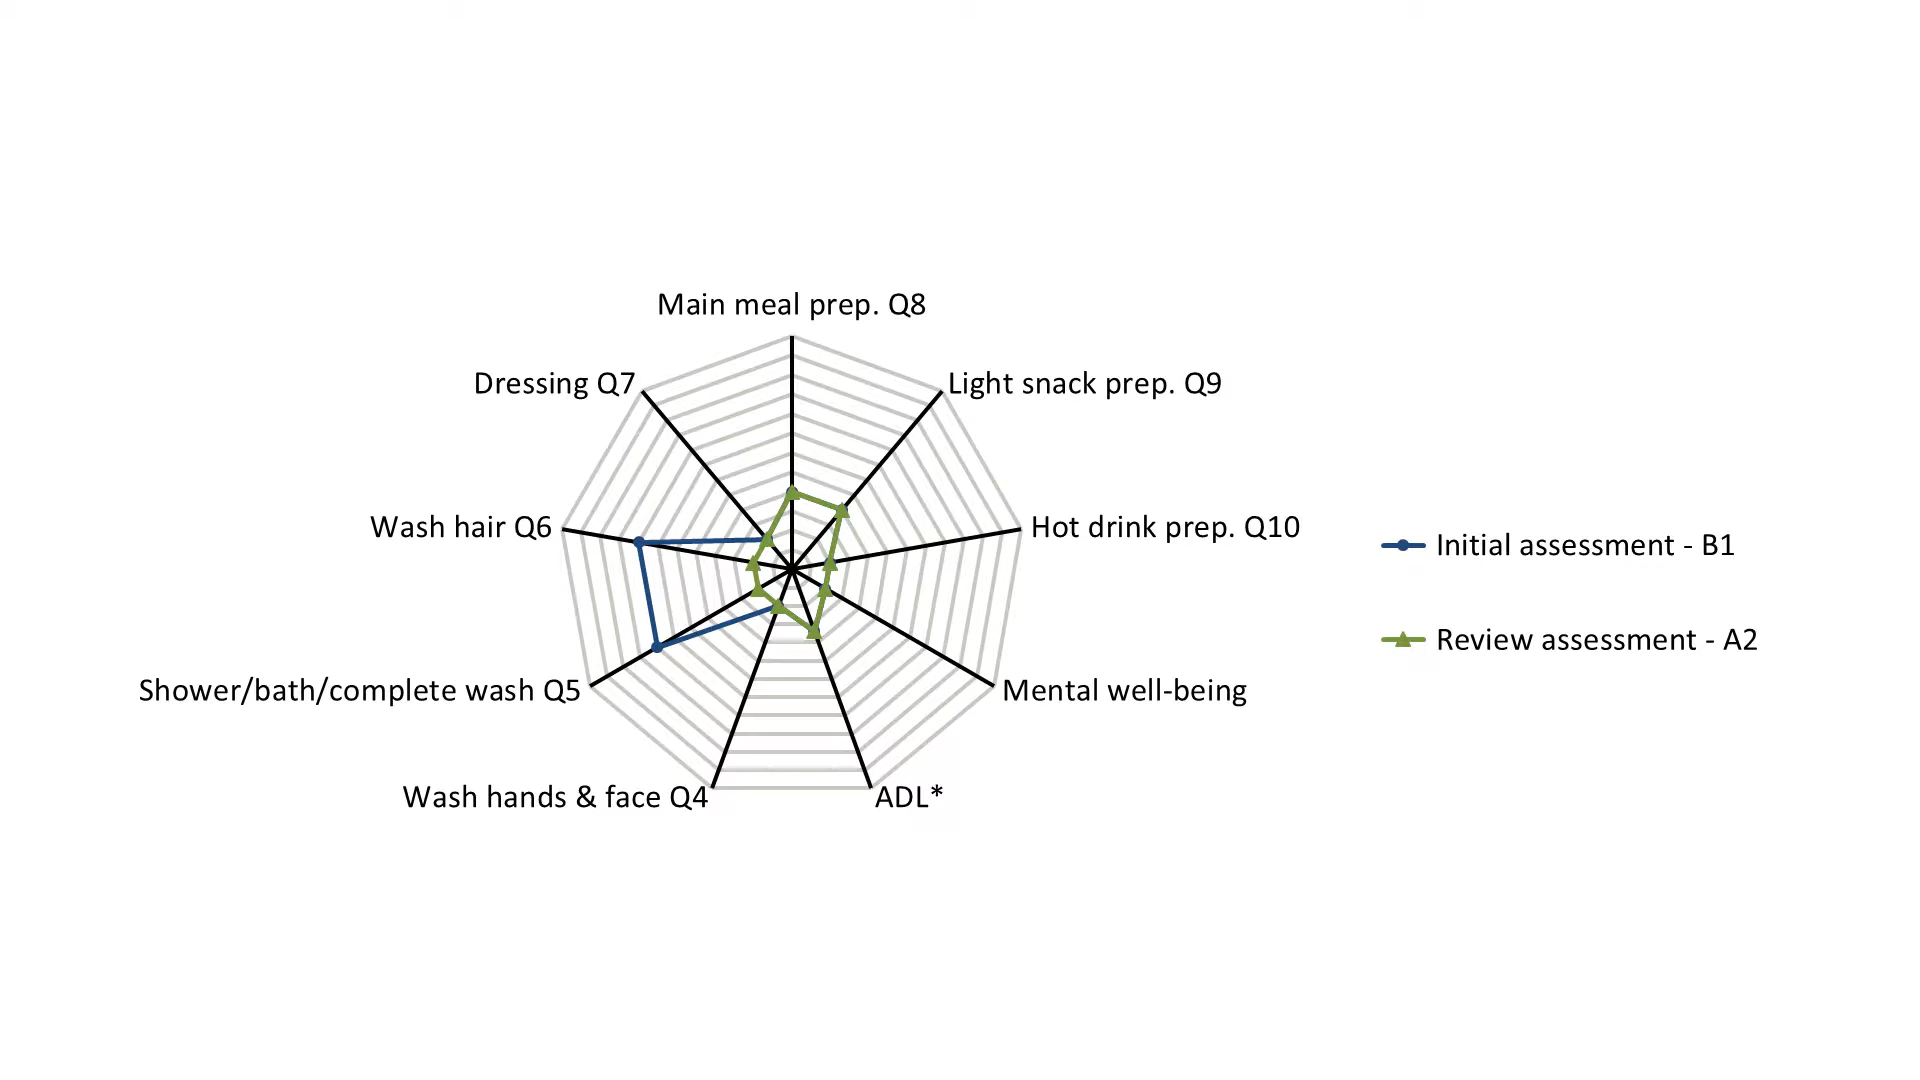 Main meal prep. Q8
Dressing Q7
Light snack prep. Q9
Wash hair Q6
Hot drink prep. Q10
Initial assessment - B1
Review assessment - A2
Shower/bath/complete wash Q5
Mental well-being
Wash hands & face Q4
ADL*